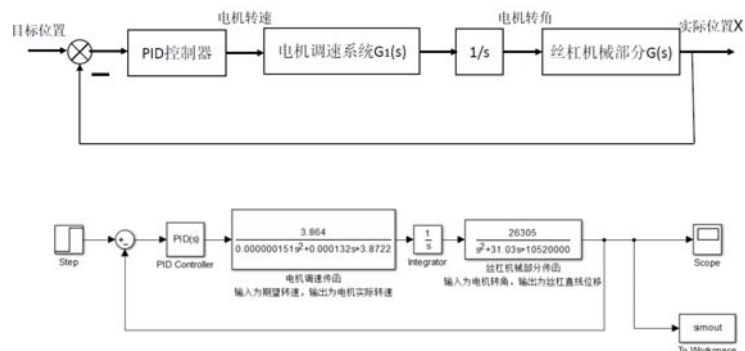 目标位置
PID控制器
电机转速
电机调速系统G₁(s)
1/s
电机转角
丝杠机械部分G(s)
实际位置X
Step
PID(s)
PID Controller
3.864
0.000000151s²+0.000132s+3.8722
电机调速传函
输入为期望转速，输出为电机实际转速
1
s
Integrator
26305
s²+31.03s+10520000
丝杠机械部分传函
输入为电机转角，输出为丝杠直线位移
Scope
simout
To Workspace